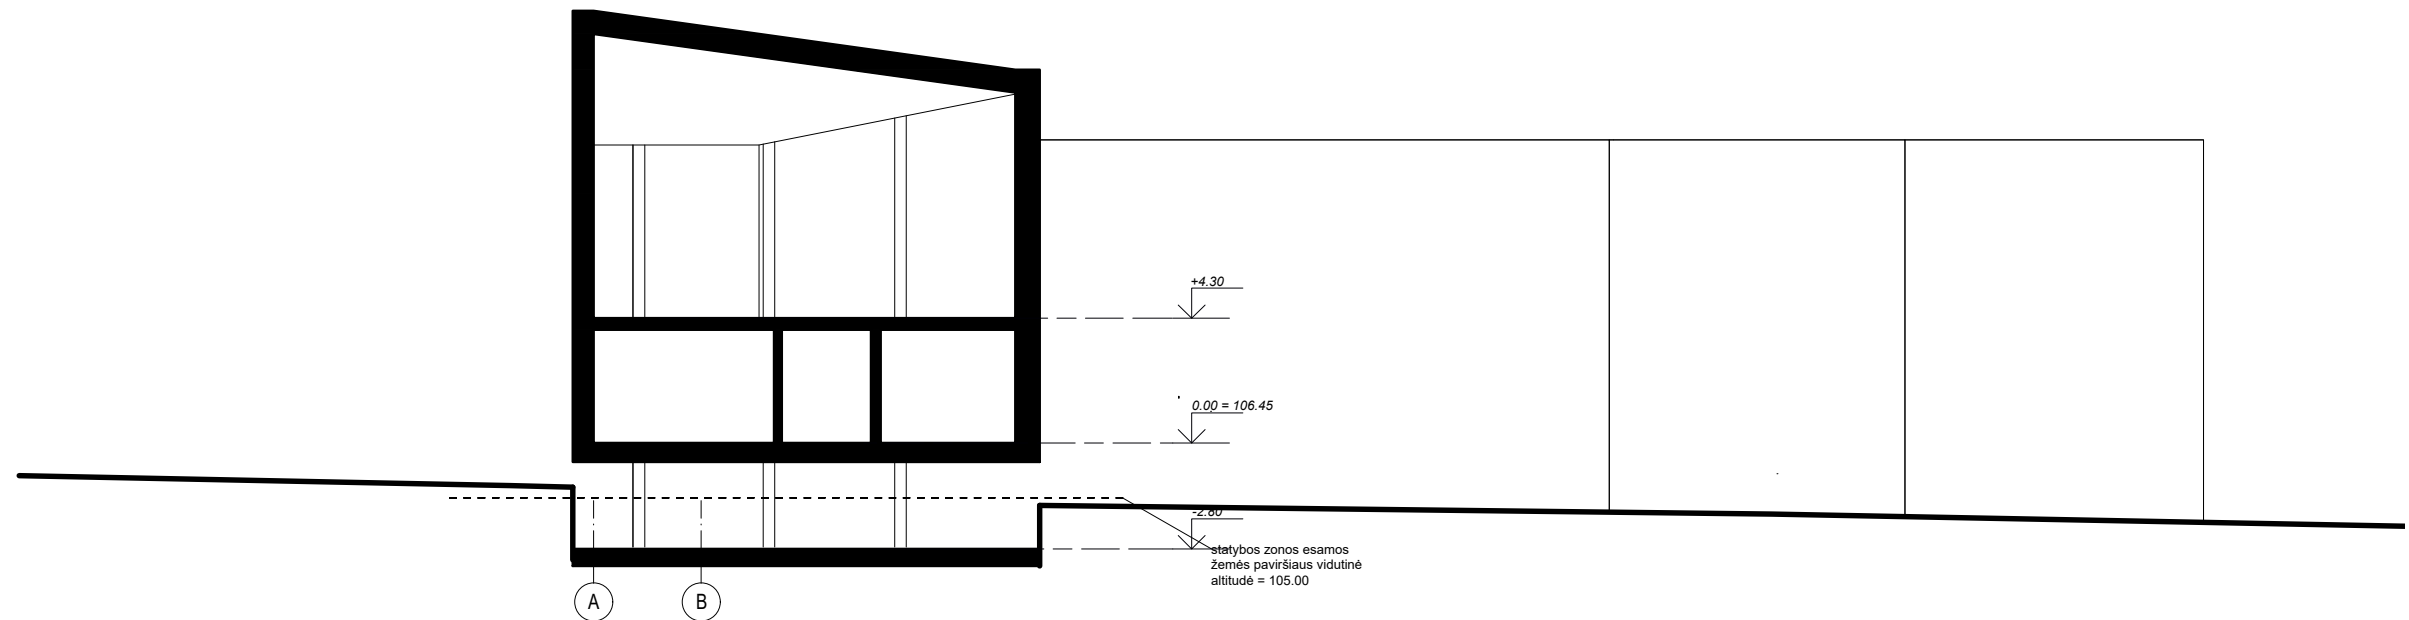 +4.30
0.00 = 106.45
-2.80
statybos zonos esamos
žemės paviršiaus vidutinė
altitudė = 105.00
A B